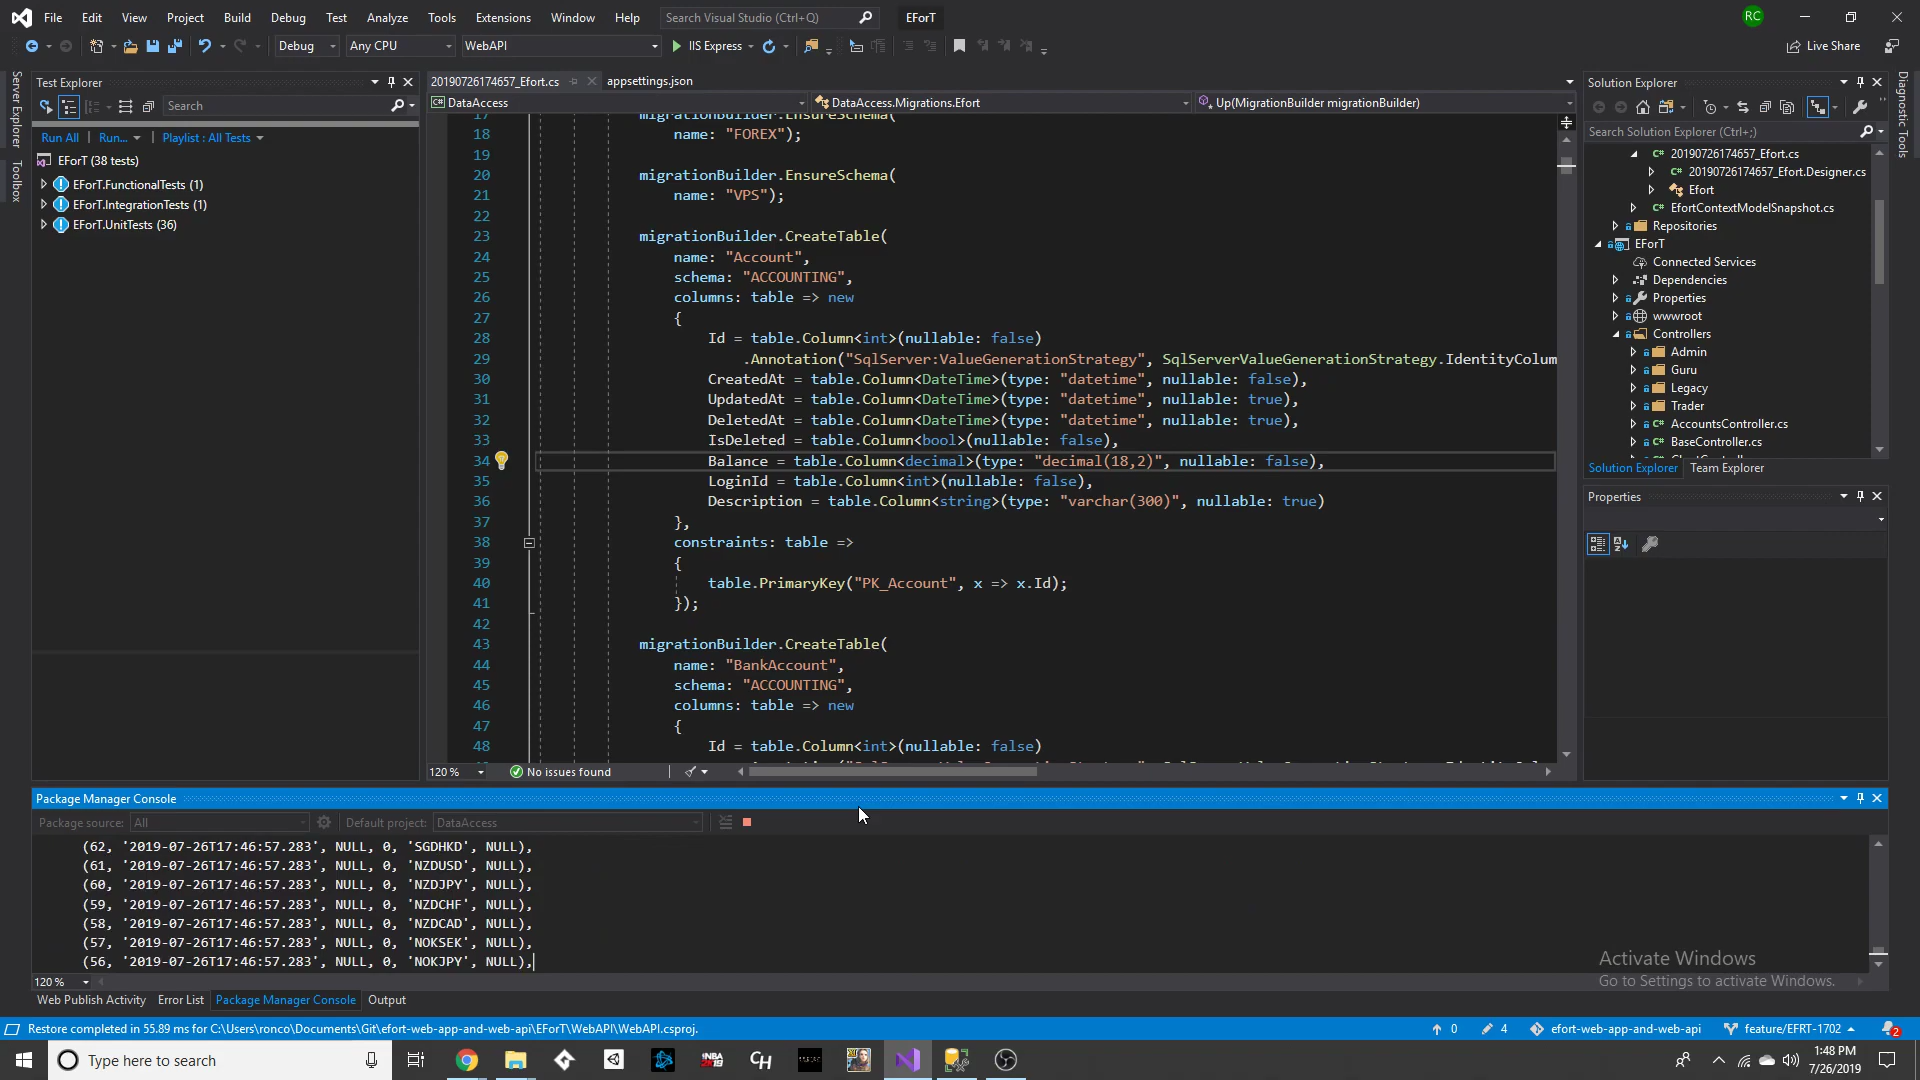 File Edit View Project Build Debug Test Analyze Tools Extensions Window Help Search Visual Studio (Ctrl+Q) EForT RC
Debug Any CPU WebAPI IIS Express Live Share
Server Explorer
Toolbox
Test Explorer
Search
Run All Run... Playlist : All Tests
EForT (38 tests)
EForT.FunctionalTests (1)
EForT.IntegrationTests (1)
EForT.UnitTests (36)
20190726174657_Efort.cs appsettings.json
DataAccess DataAccess.Migrations.Efort Up(MigrationBuilder migrationBuilder)
17 migrationBuilder.EnsureSchema(
18 name: "FOREX");
19
20 migrationBuilder.EnsureSchema(
21 name: "VPS");
22
23 migrationBuilder.CreateTable(
24 name: "Account",
25 schema: "ACCOUNTING",
26 columns: table => new
27 {
28 Id = table.Column<int>(nullable: false)
29 .Annotation("SqlServer:ValueGenerationStrategy", SqlServerValueGenerationStrategy.IdentityColum
30 CreatedAt = table.Column<DateTime>(type: "datetime", nullable: false),
31 UpdatedAt = table.Column<DateTime>(type: "datetime", nullable: true),
32 DeletedAt = table.Column<DateTime>(type: "datetime", nullable: true),
33 IsDeleted = table.Column<bool>(nullable: false),
34 Balance = table.Column<decimal>(type: "decimal(18,2)", nullable: false),
35 LoginId = table.Column<int>(nullable: false),
36 Description = table.Column<string>(type: "varchar(300)", nullable: true)
37 },
38 constraints: table =>
39 {
40 table.PrimaryKey("PK_Account", x => x.Id);
41 });
42
43 migrationBuilder.CreateTable(
44 name: "BankAccount",
45 schema: "ACCOUNTING",
46 columns: table => new
47 {
48 Id = table.Column<int>(nullable: false)
120 % No issues found
Solution Explorer
Search Solution Explorer (Ctrl+;)
20190726174657_Efort.cs
20190726174657_Efort.Designer.cs
Efort
EfortContextModelSnapshot.cs
Repositories
EForT
Connected Services
Dependencies
Properties
wwwroot
Controllers
Admin
Guru
Legacy
Trader
AccountsController.cs
BaseController.cs
Solution Explorer Team Explorer
Properties
Diagnostic Tools
Package Manager Console
Package source: All Default project: DataAccess
(62, '2019-07-26T17:46:57.283', NULL, 0, 'SGDHKD', NULL),
(61, '2019-07-26T17:46:57.283', NULL, 0, 'NZDUSD', NULL),
(60, '2019-07-26T17:46:57.283', NULL, 0, 'NZDJPY', NULL),
(59, '2019-07-26T17:46:57.283', NULL, 0, 'NZDCHF', NULL),
(58, '2019-07-26T17:46:57.283', NULL, 0, 'NZDCAD', NULL),
(57, '2019-07-26T17:46:57.283', NULL, 0, 'NOKSEK', NULL),
(56, '2019-07-26T17:46:57.283', NULL, 0, 'NOKJPY', NULL),
120 %
Activate Windows
Go to Settings to activate Windows.
Web Publish Activity Error List Package Manager Console Output
Restore completed in 55.89 ms for C:\Users\ronco\Documents\Git\efort-web-app-and-web-api\EForT\WebAPI\WebAPI.csproj. 0 4 efort-web-app-and-web-api feature/EFRT-1702 2
Type here to search CH 1:48 PM
7/26/2019